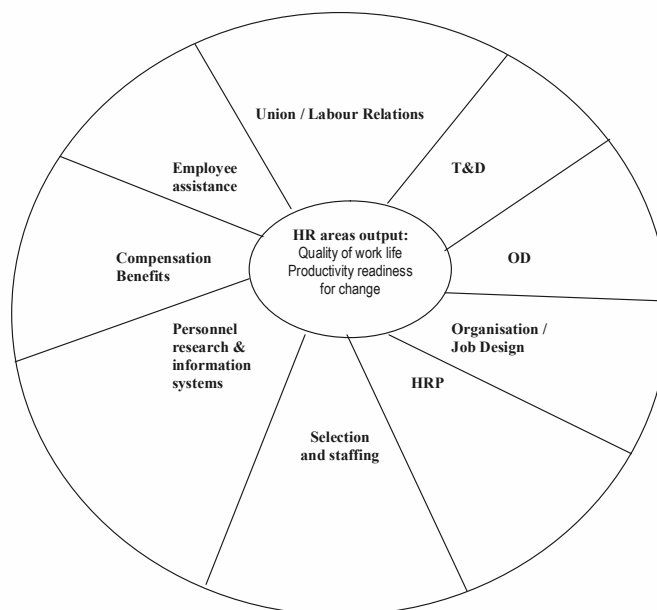 Union / Labour Relations
T&D
OD
Organisation /
Job Design
HRP
Selection
and staffing
Personnel
research &
information
systems
Compensation
Benefits
Employee
assistance
HR areas output:
Quality of work life
Productivity readiness
for change